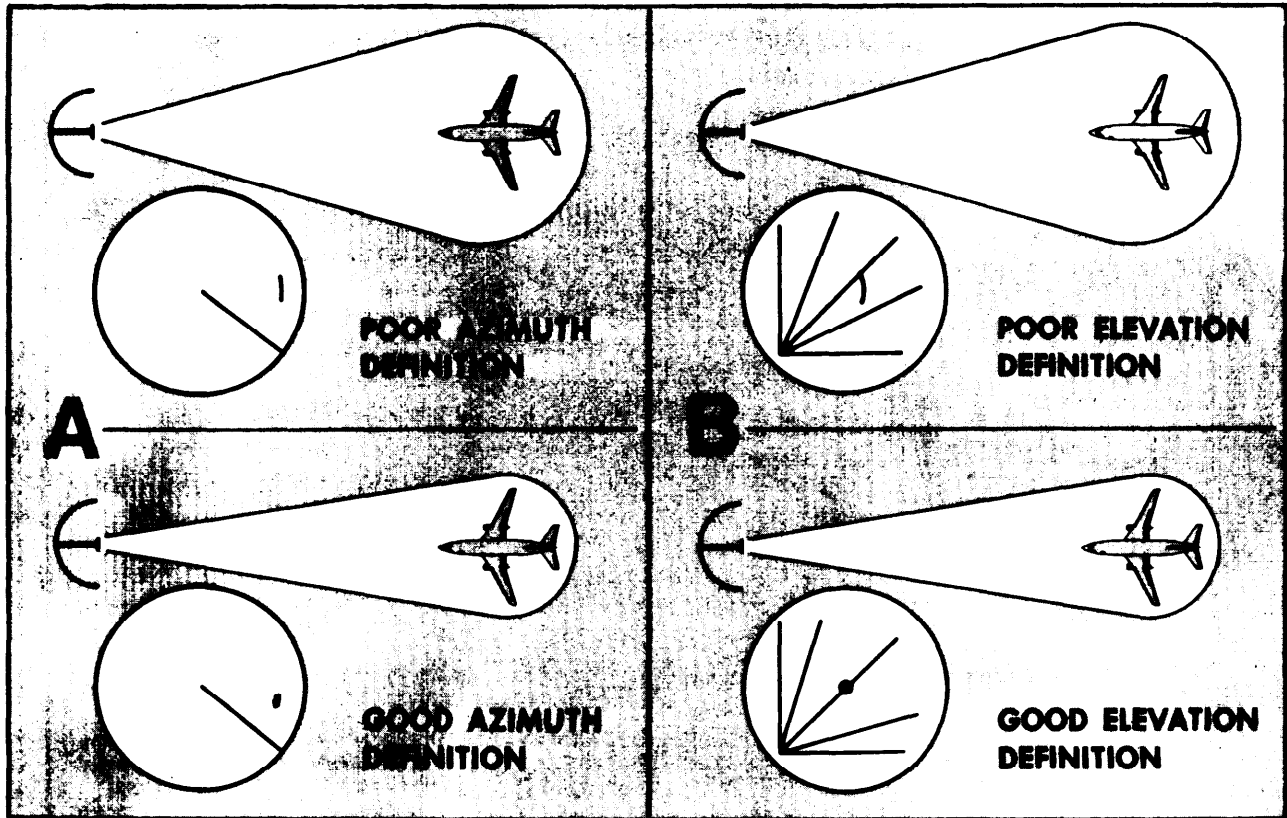 POOR AZIMUTH
DEFINITION
A
GOOD AZIMUTH
DEFINITION
POOR ELEVATION
DEFINITION
B
GOOD ELEVATION
DEFINITION